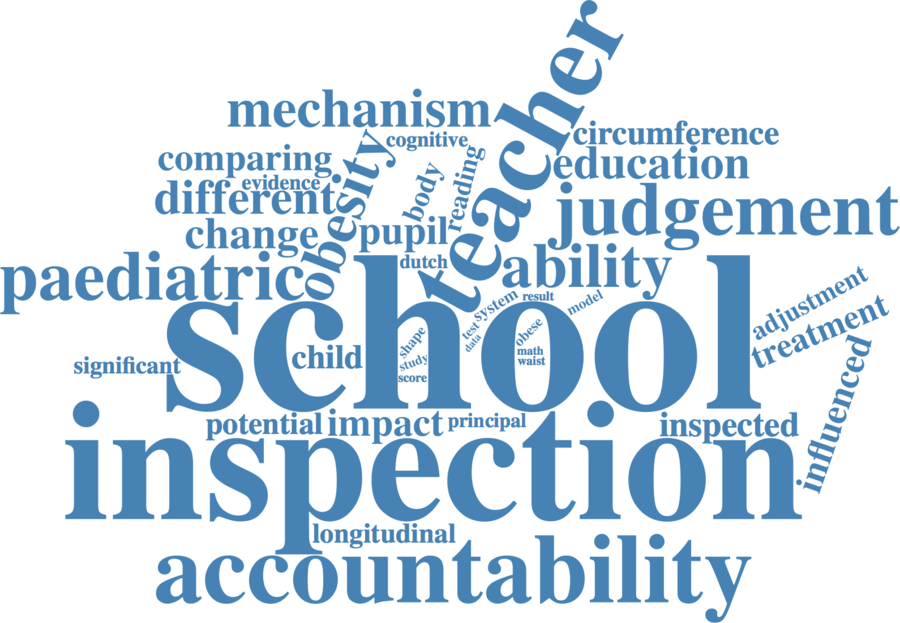 teacher
mechanism
cognitive
circumference
comparing
evidence
education
different
obesity
body
reading
judgement
change
pupil
dutch
ability
paediatric
school
adjustment
treatment
system
result
model
test
data
obese
math
waist
shape
study
score
child
significant
influenced
potential
impact
principal
inspected
inspection
longitudinal
accountability